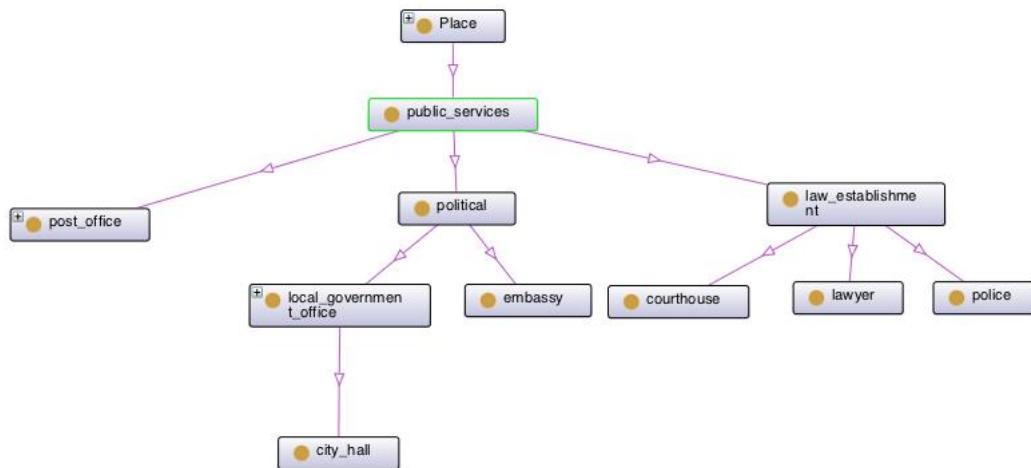 Place
public_services
post_office
political
law_establishme
nt
local_governmen
t_office
embassy
courthouse
lawyer
police
city_hall